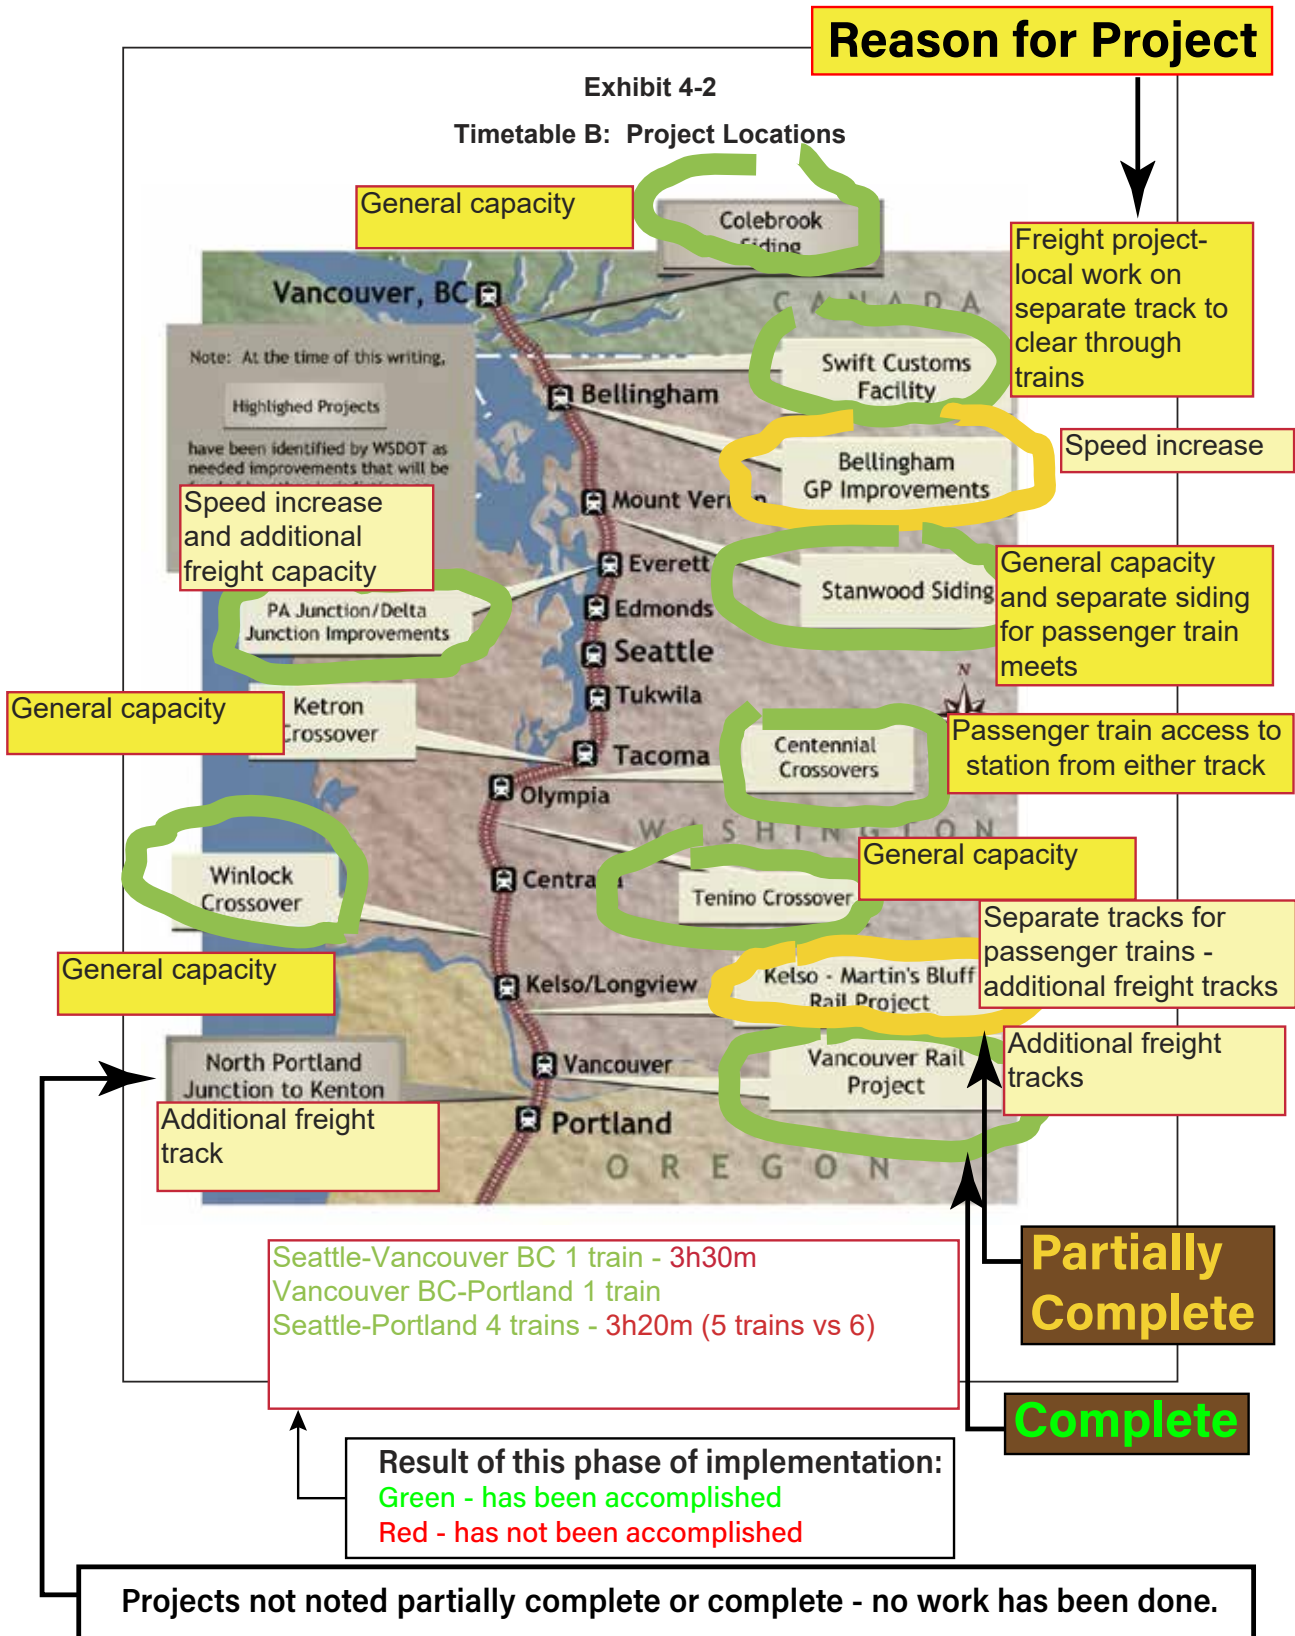 Reason for Project
Exhibit 4-2
Timetable B: Project Locations
General capacity
Colebrook
Siding
Freight project-
local work on
separate track to
clear through
trains
Vancouver, BC
CANADA
Note: At the time of this writing,
Highlighed Projects
have been identified by WSDOT as
needed improvements that will be
Swift Customs
Facility
Bellingham
Speed increase
Bellingham
GP Improvements
Speed increase
and additional
freight capacity
Mount Vernon
Everett
General capacity
and separate siding
for passenger train
meets
Stanwood Siding
PA Junction/Delta
Junction Improvements
Edmonds
Seattle
N
Tukwila
General capacity
Ketron
Crossover
Tacoma
Centennial
Crossovers
Passenger train access to
station from either track
Olympia
WASHINGTON
General capacity
Winlock
Crossover
Centralia
Tenino Crossover
Separate tracks for
passenger trains -
additional freight tracks
General capacity
Kelso/Longview
Kelso - Martin's Bluff
Rail Project
Additional freight
tracks
North Portland
Junction to Kenton
Vancouver
Vancouver Rail
Project
Additional freight
track
Portland
OREGON
Seattle-Vancouver BC 1 train - 3h30m
Vancouver BC-Portland 1 train
Seattle-Portland 4 trains - 3h20m (5 trains vs 6)
Partially
Complete
Complete
Result of this phase of implementation:
Green - has been accomplished
Red - has not been accomplished
Projects not noted partially complete or complete - no work has been done.